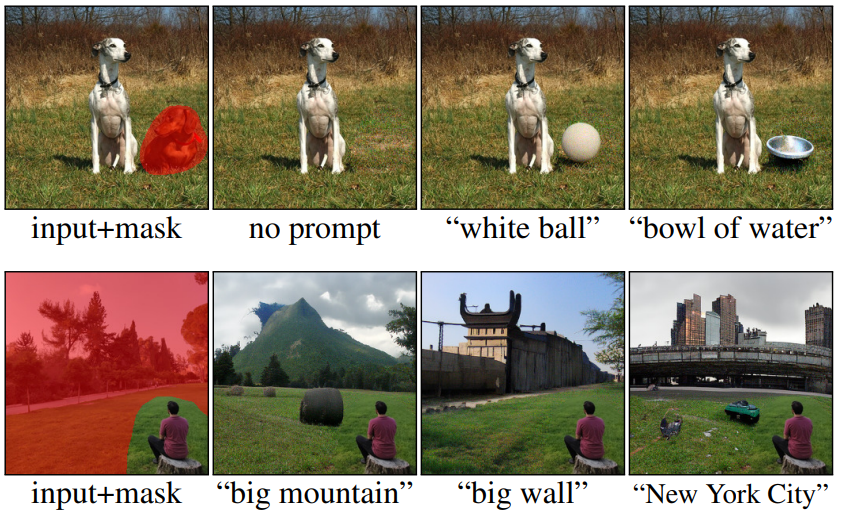 input+mask
no prompt
“white ball”
“bowl of water”
input+mask
“big mountain”
“big wall”
“New York City”